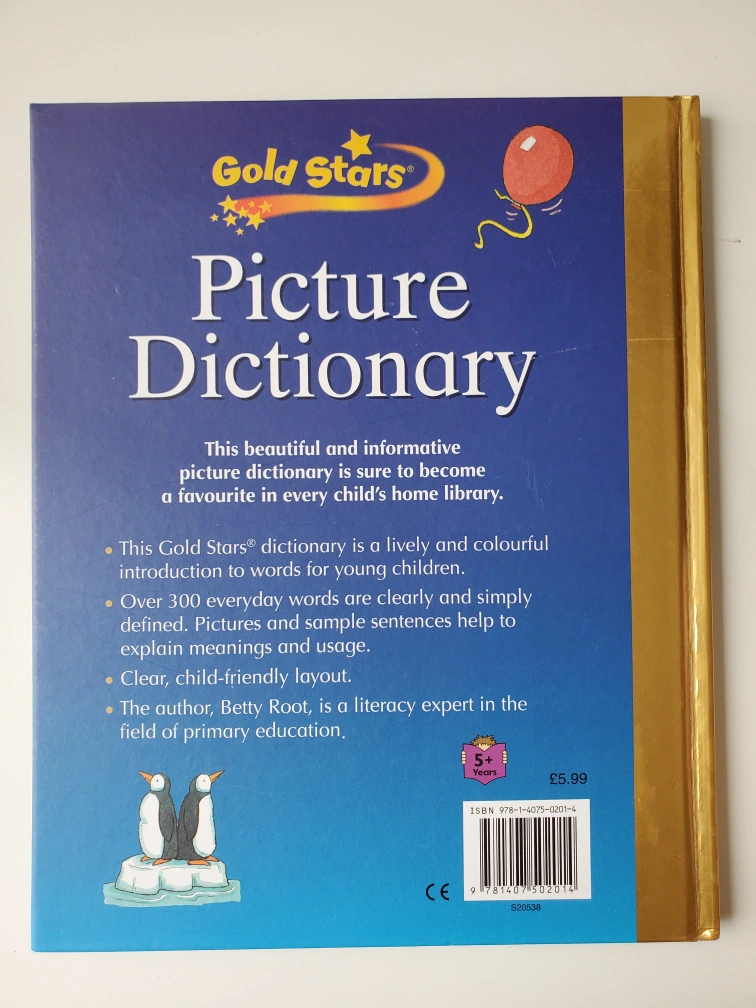 Gold Stars®
Picture
Dictionary
This beautiful and informative
picture dictionary is sure to become
a favourite in every child's home library.
• This Gold Stars® dictionary is a lively and colourful
introduction to words for young children.
• Over 300 everyday words are clearly and simply
defined. Pictures and sample sentences help to
explain meanings and usage.
• Clear, child-friendly layout.
• The author, Betty Root, is a literacy expert in the
field of primary education.
5+
Years
£5.99
ISBN 978-1-4075-0201-4
CE
9 781407 502014
S20538